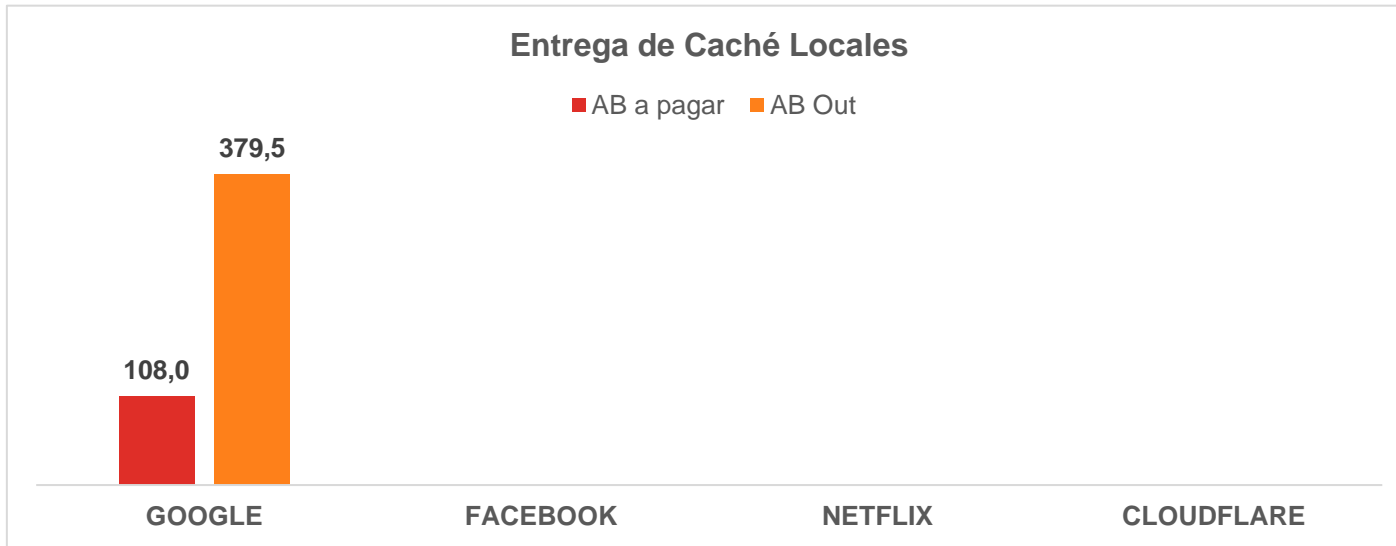 Entrega de Caché Locales
AB a pagar AB Out
379,5
108,0
GOOGLE FACEBOOK NETFLIX CLOUDFLARE